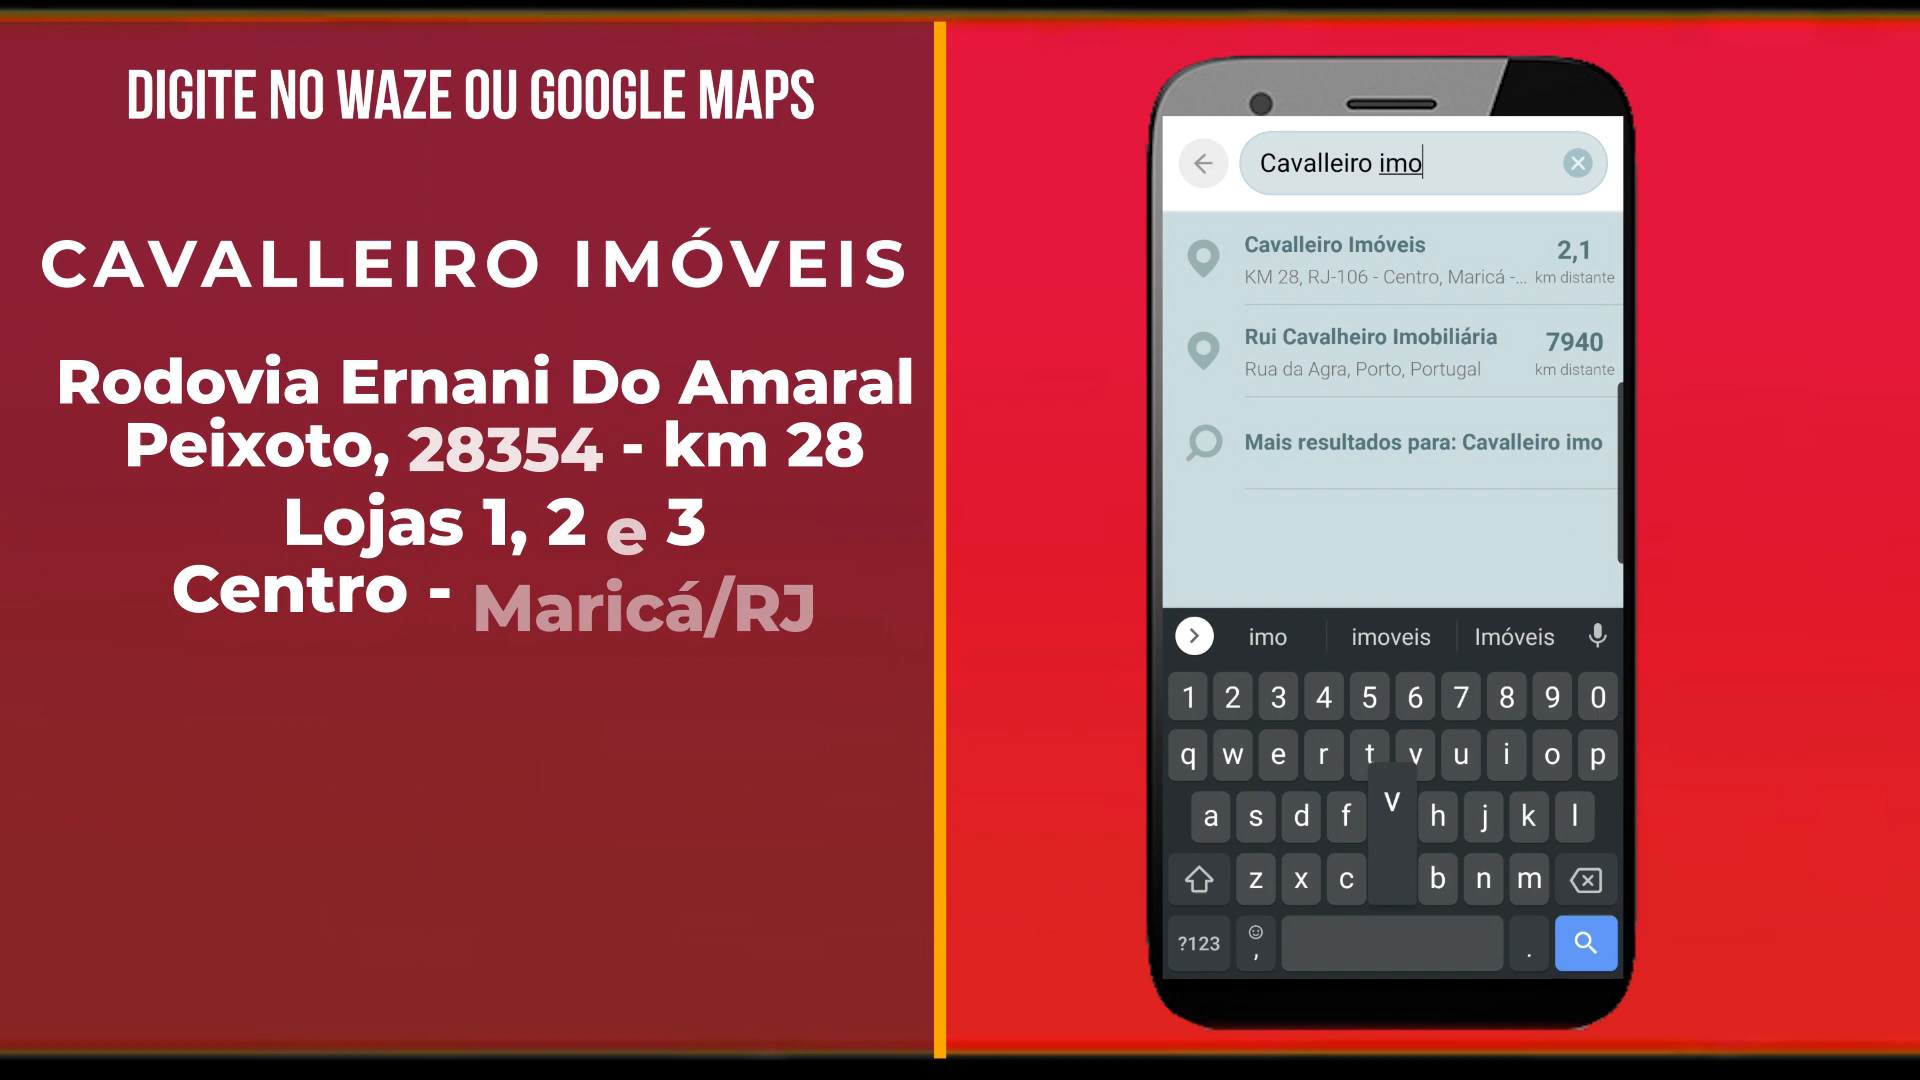 DIGITE NO WAZE OU GOOGLE MAPS
CAVALLEIRO IMÓVEIS
Rodovia Ernani Do Amaral
Peixoto, 28354 - km 28
Lojas 1, 2 e 3
Centro - Maricá/RJ
Cavalleiro imo
Cavalleiro Imóveis
KM 28, RJ-106 - Centro, Maricá -...
2,1
km distante
Rui Cavalheiro Imobiliária
Rua da Agra, Porto, Portugal
7940
km distante
Mais resultados para: Cavalleiro imo
imo imoveis Imóveis
1 2 3 4 5 6 7 8 9 0
q w e r t y u i o p
a s d f v h j k l
z x c b n m
?123 , .